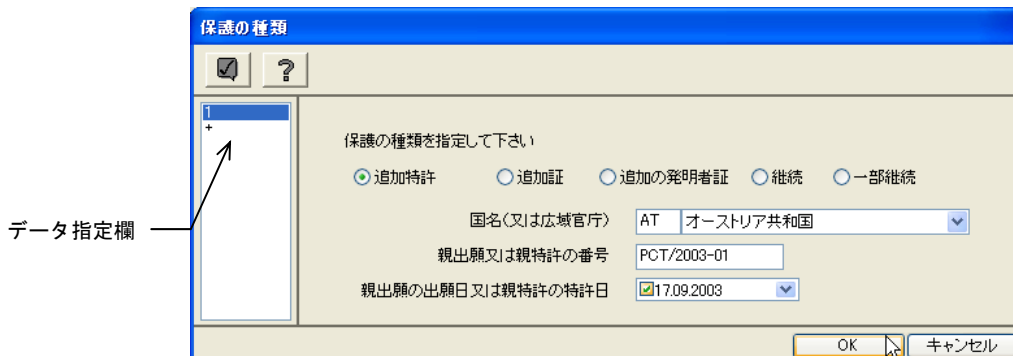 保護の種類
?
1
+
データ指定欄
保護の種類を指定して下さい
追加特許 追加証 追加の発明者証 継続 一部継続
国名(又は広域官庁) AT オーストリア共和国
親出願又は親特許の番号 PCT/2003-01
親出願の出願日又は親特許の特許日 17.09.2003
OK キャンセル